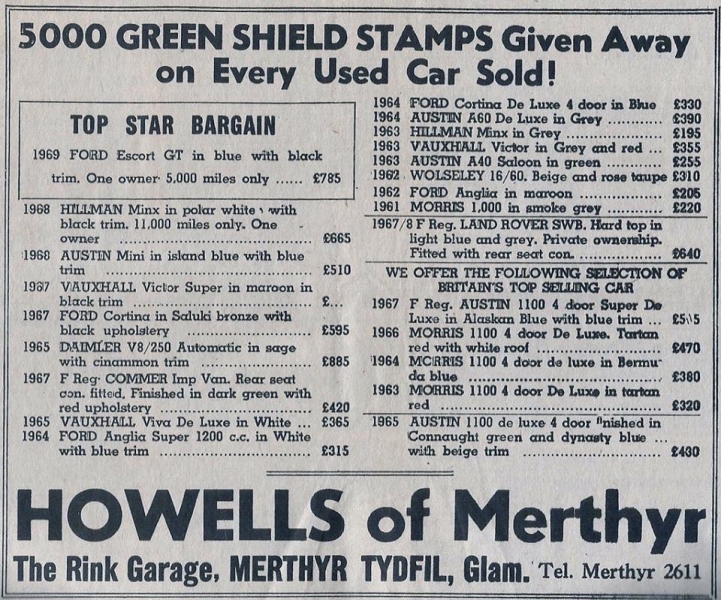 5000 GREEN SHIELD STAMPS Given Away
on Every Used Car Sold!
TOP STAR BARGAIN
1969 FORD Escort GT in blue with black
trim. One owner 5,000 miles only ...... £785
1968 HILLMAN Minx in polar white with
black trim. 11,000 miles only. One
owner ............................ £665
1968 AUSTIN Mini in island blue with blue
trim ............................ £510
1967 VAUXHALL Victor Super in maroon in
black trim ............................ £...
1967 FORD Cortina in Saluki bronze with
black upholstery .................. £595
1965 DAIMLER V8/250 Automatic in sage
with cinammon trim .................. £885
1967 F Reg. COMMER Imp Van. Rear seat
con. fitted. Finished in dark green with
red upholstery ...................... £420
1965 VAUXHALL Viva De Luxe in White ... £365
1964 FORD Anglia Super 1200 c.c. in White
with blue trim ...................... £315
1964 FORD Cortina De Luxe 4 door in Blue £330
1964 AUSTIN A60 De Luxe in Grey ............ £390
1963 HILLMAN Minx in Grey .................. £195
1963 VAUXHALL Victor in Grey and red ... £355
1963 AUSTIN A40 Saloon in green ............ £255
1962 WOLSELEY 16/60. Beige and rose taupe £310
1962 FORD Anglia in maroon .................. £205
1961 MORRIS 1,000 in smoke grey ............ £220
1967/8 F Reg. LAND ROVER SWB. Hard top in
light blue and grey. Private ownership.
Fitted with rear seat con. ............ £640
WE OFFER THE FOLLOWING SELECTION OF
BRITAIN'S TOP SELLING CAR
1967 F Reg. AUSTIN 1100 4 door Super De
Luxe in Alaskan Blue with blue trim ...
1966 MORRIS 1100 4 door De Luxe. Tartan
red with white roof .................. £470
1964 MORRIS 1100 4 door de luxe in Bermu-
da blue ............................ £380
1963 MORRIS 1100 4 door De Luxe in tartan
red ............................ £320
1965 AUSTIN 1100 de luxe 4 door finished in
Connaught green and dynasty blue ...
with beige trim ...................... £430
HOWELLS of Merthyr
The Rink Garage, MERTHYR TYDFIL, Glam. Tel. Merthyr 2611